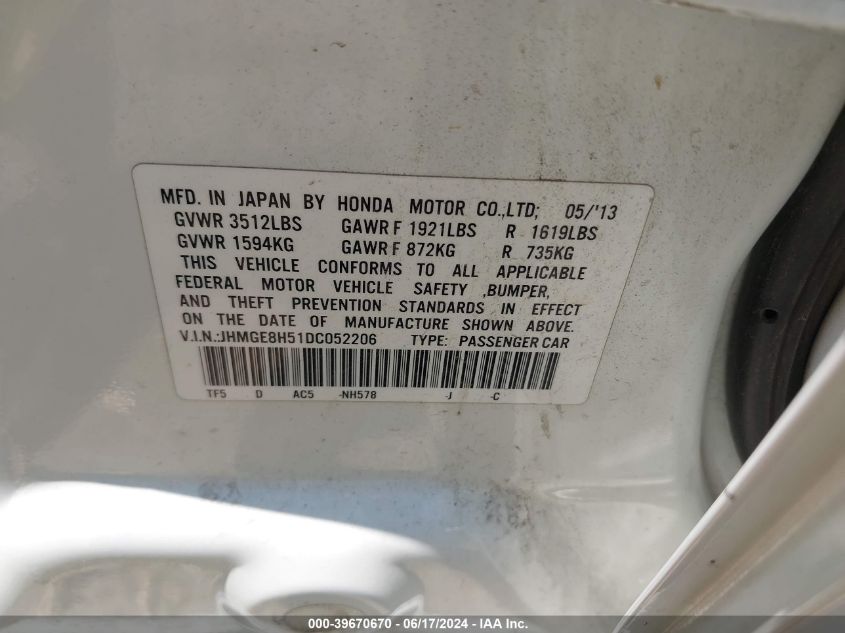 MFD. IN JAPAN BY HONDA MOTOR CO.,LTD; 05/'13
GVWR 3512LBS GAWR F 1921LBS R 1619LBS
GVWR 1594KG GAWR F 872KG R 735KG
THIS VEHICLE CONFORMS TO ALL APPLICABLE
FEDERAL MOTOR VEHICLE SAFETY ,BUMPER,
AND THEFT PREVENTION STANDARDS IN EFFECT
ON THE DATE OF MANUFACTURE SHOWN ABOVE.
V.I.N.:JHMGE8H51DC052206 TYPE: PASSENGER CAR
TF5 D AC5 -NH578 -J -C
000-39670670 / 06/17/2024 / IAA Inc.